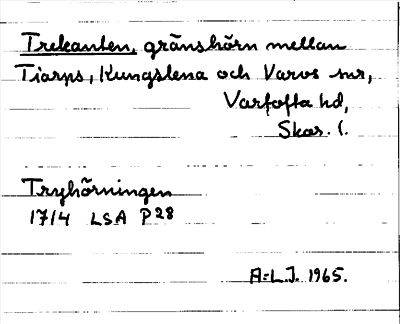 Trekanten, gränshörn mellan
Tiarps, Kungslena och Varvs snr,
Vartofta hd,
Skar. l.
Tryhörningen
1714 LSA P28
A-L.J. 1965.